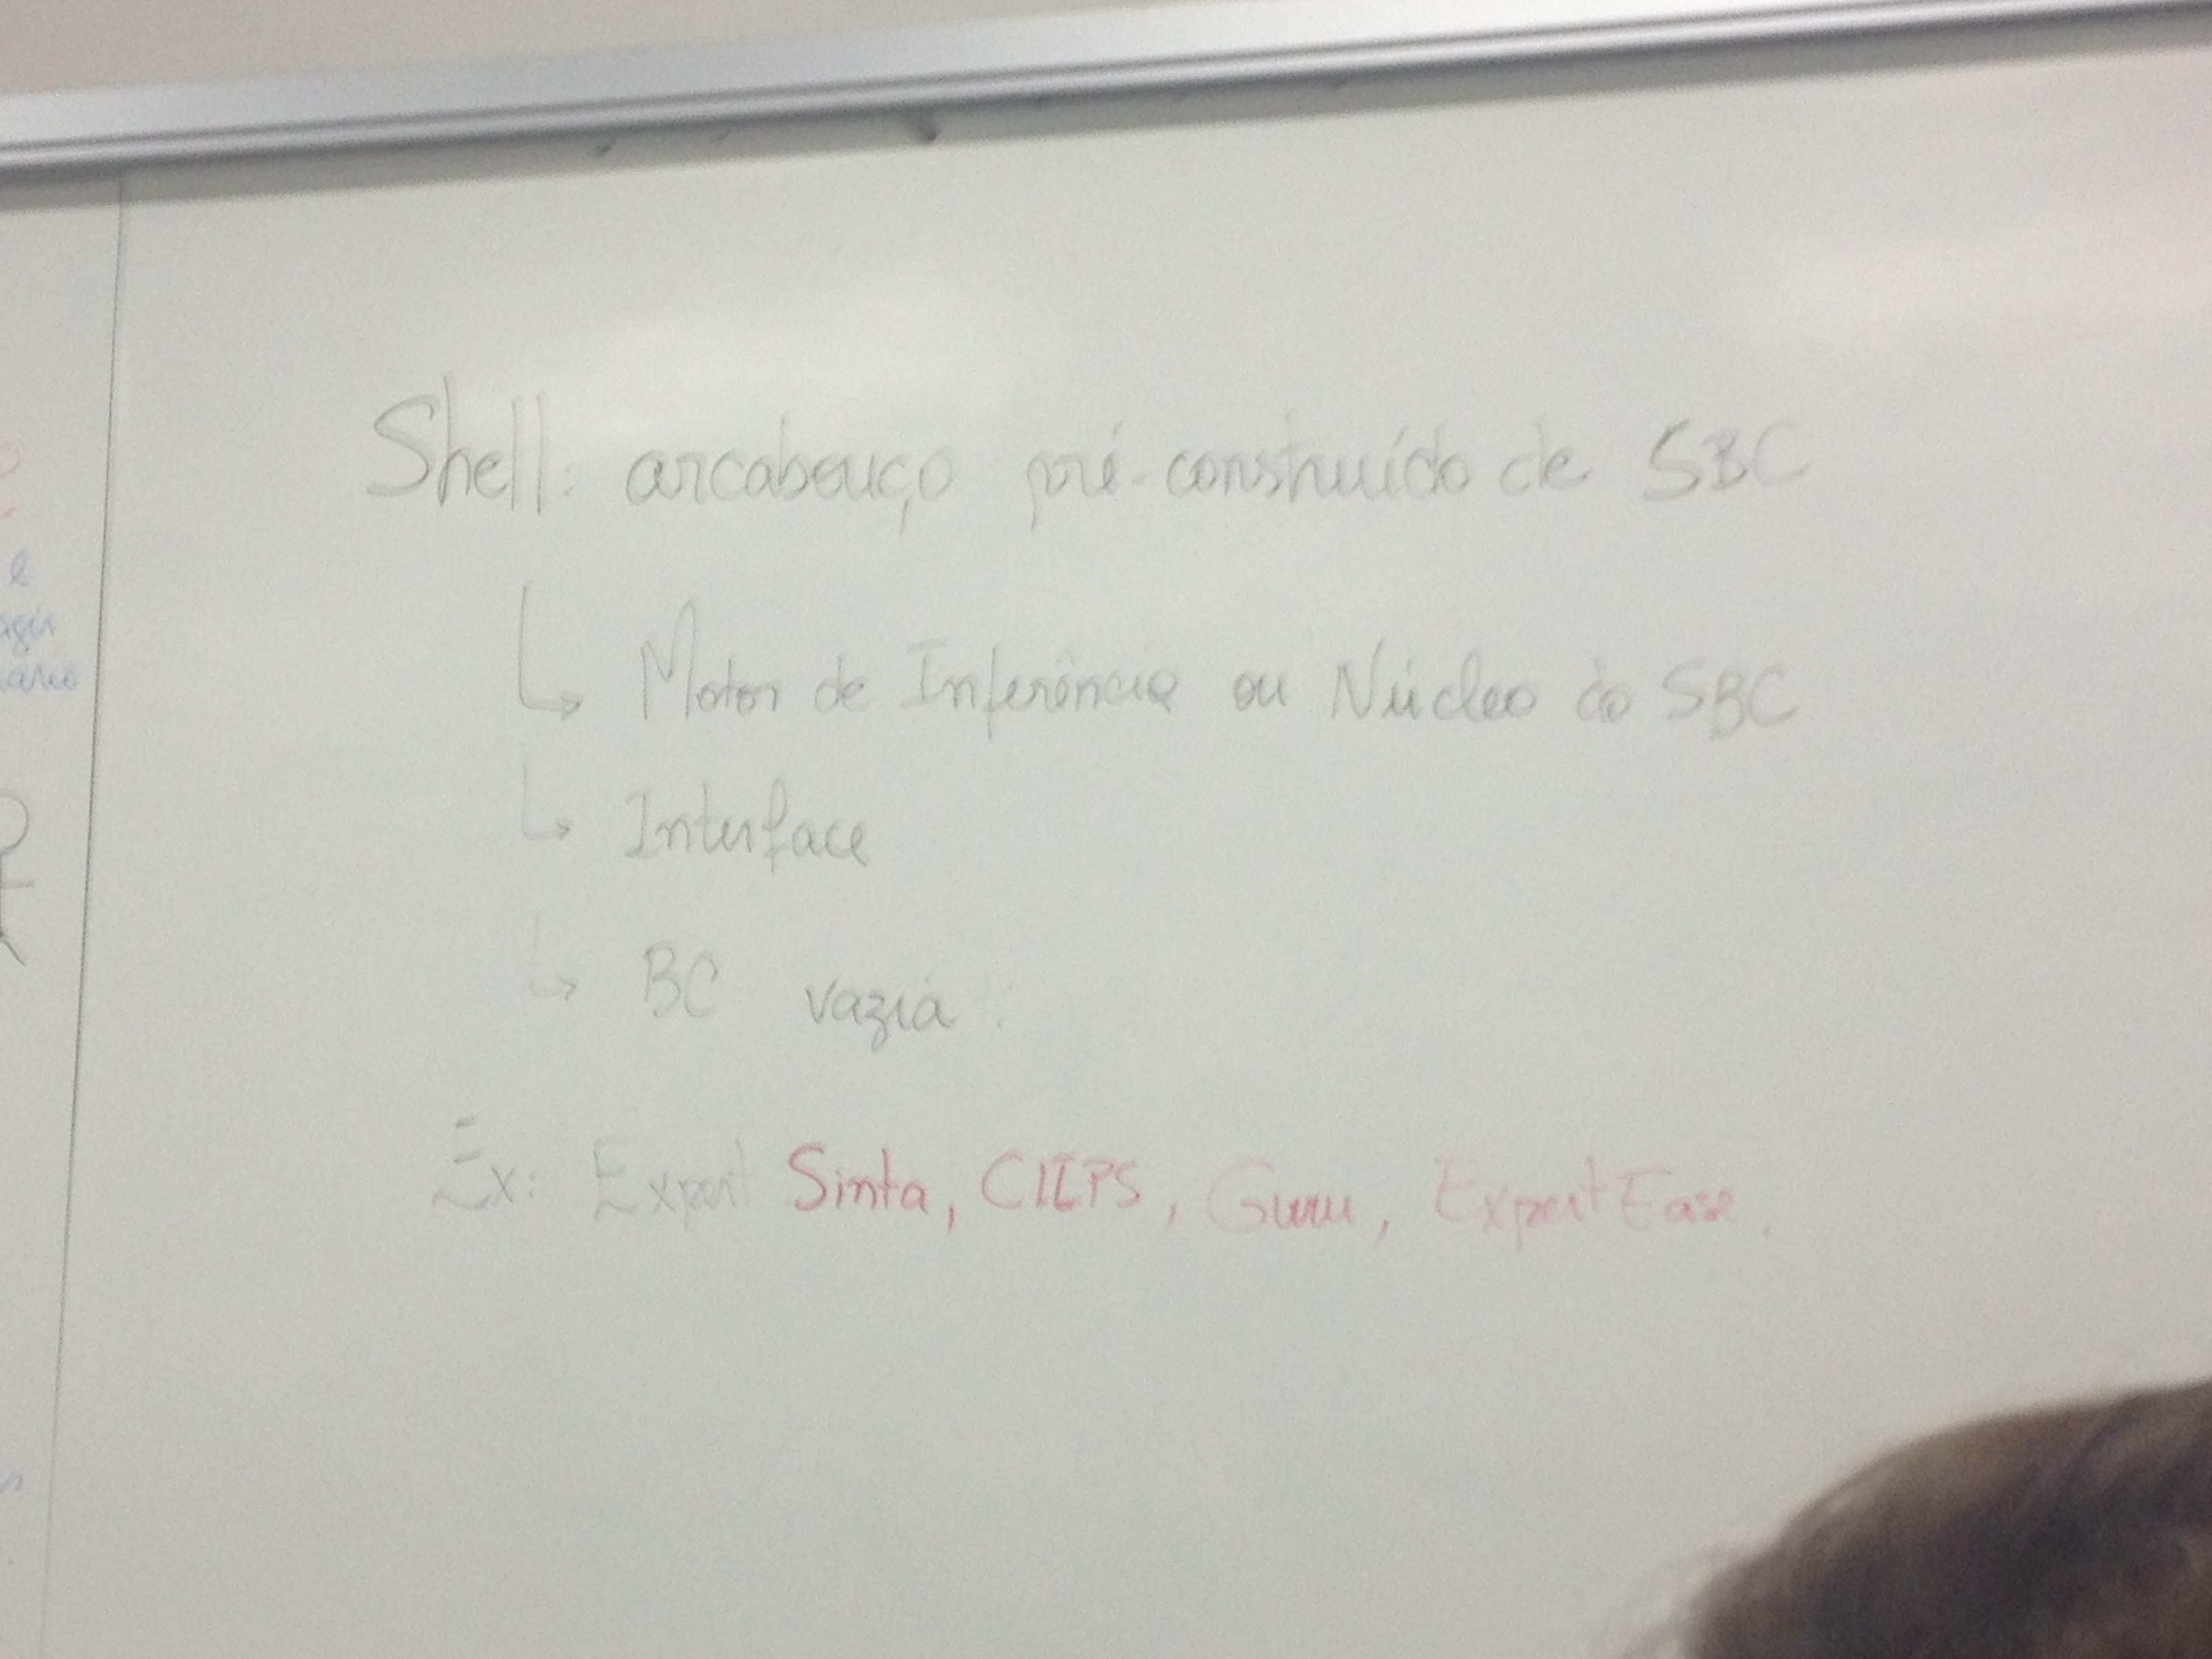 Shell: arcabouço pré-construído de SBC
Motor de Inferência ou Núcleo do SBC
Interface
BC vazia.
Ex: Expert Sinta, CLIPS, Guru, ExpertEase.